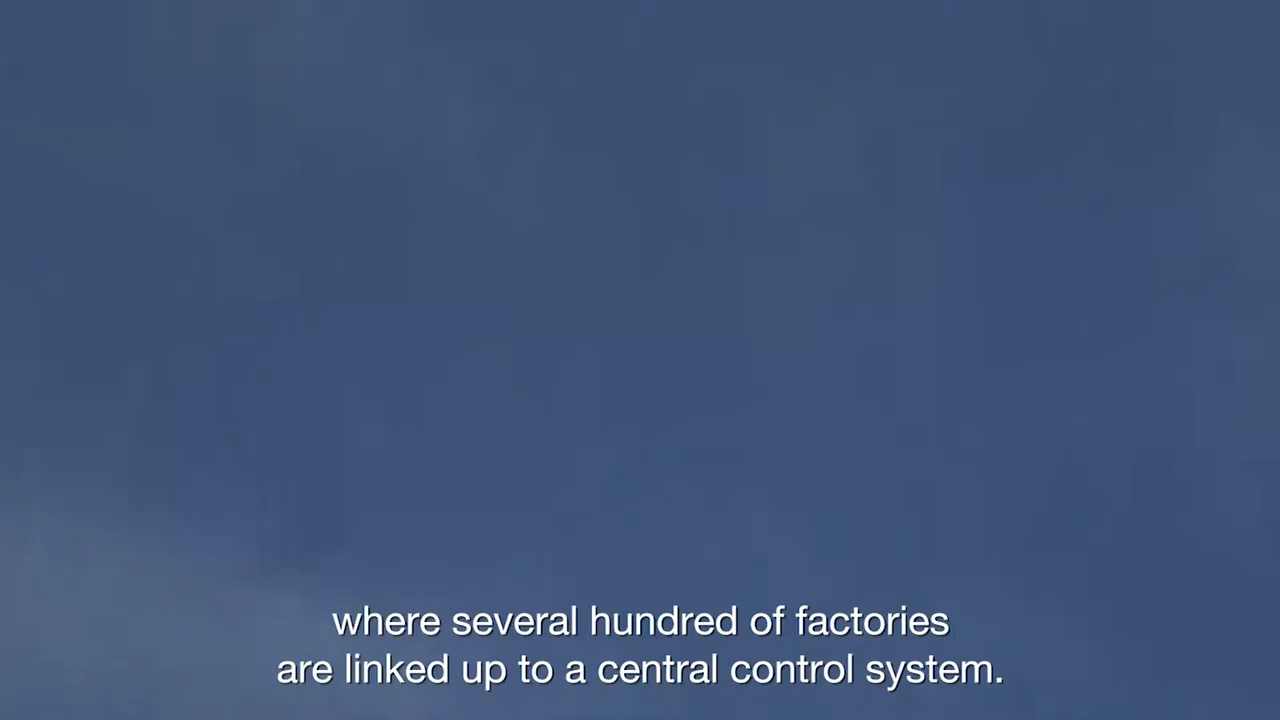 where several hundred of factories
are linked up to a central control system.